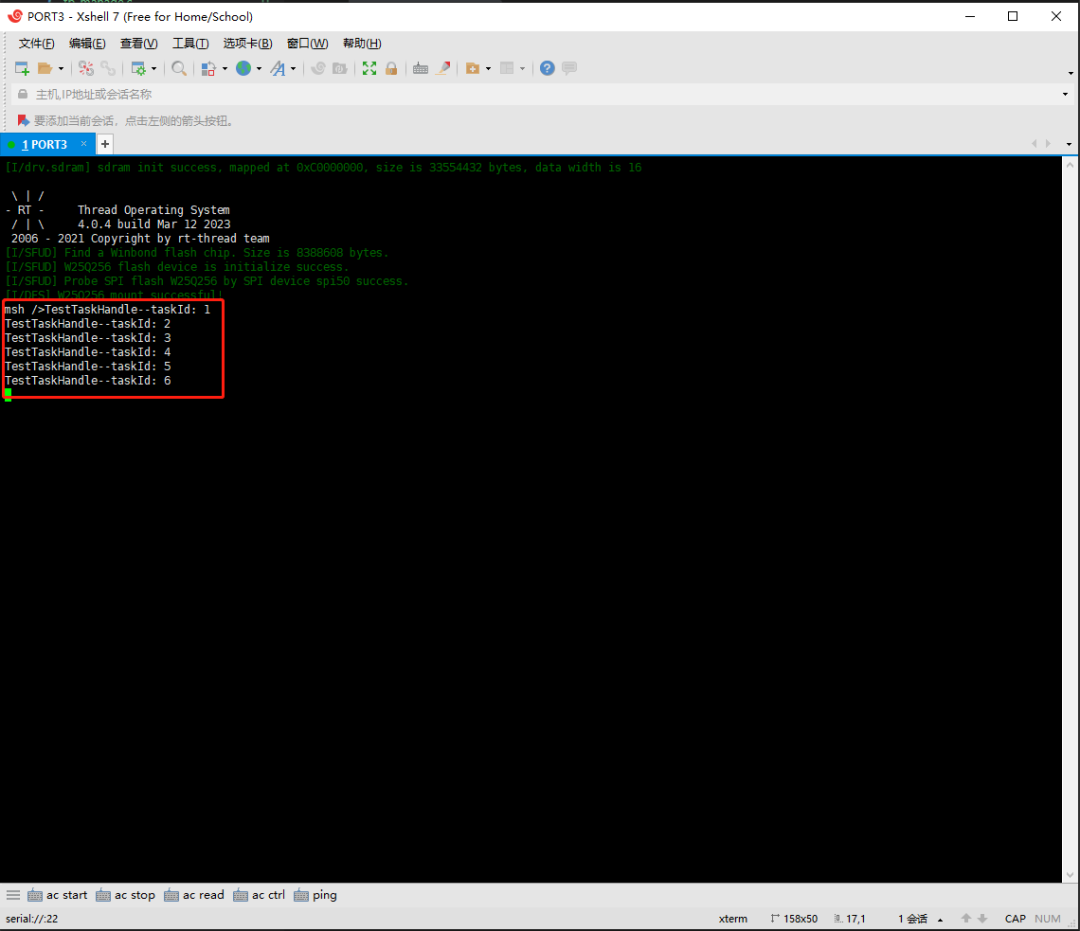 PORT3 - Xshell 7 (Free for Home/School)
文件(F) 编辑(E) 查看(V) 工具(T) 选项卡(B) 窗口(W) 帮助(H)
主机,IP地址或会话名称
要添加当前会话，点击左侧的箭头按钮。
1 PORT3 × +
[I/drv.sdram] sdram init success, mapped at 0xC0000000, size is 33554432 bytes, data width is 16
\ | /
- RT - Thread Operating System
/ | \ 4.0.4 build Mar 12 2023
2006 - 2021 Copyright by rt-thread team
[I/SFUD] Find a Winbond flash chip. Size is 8388608 bytes.
[I/SFUD] W25Q256 flash device is initialize success.
[I/SFUD] Probe SPI flash W25Q256 by SPI device spi50 success.
[I/DFS] W25Q256 mount successful!
msh />TestTaskHandle--taskId: 1
TestTaskHandle--taskId: 2
TestTaskHandle--taskId: 3
TestTaskHandle--taskId: 4
TestTaskHandle--taskId: 5
TestTaskHandle--taskId: 6
ac start ac stop ac read ac ctrl ping
serial://:22 xterm 158x50 17,1 1 会话 CAP NUM